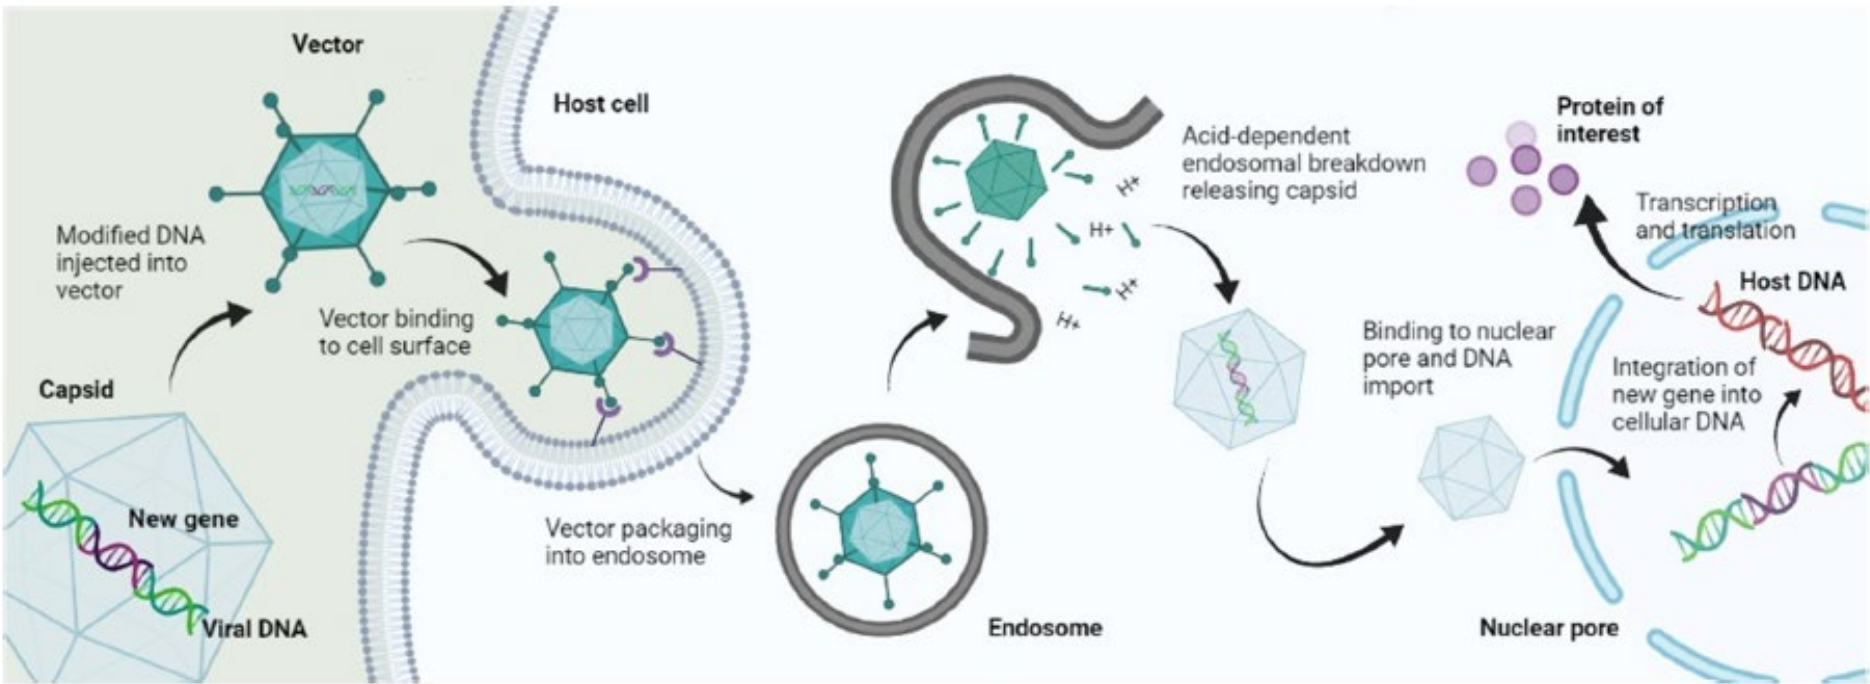 Vector
Modified DNA
injected into
vector
Capsid
New gene
Viral DNA
Vector binding
to cell surface
Host cell
Vector packaging
into endosome
Endosome
H+
H+
H+
H+
Acid-dependent
endosomal breakdown
releasing capsid
Binding to nuclear
pore and DNA
import
Nuclear pore
Integration of
new gene into
cellular DNA
Host DNA
Transcription
and translation
Protein of
interest